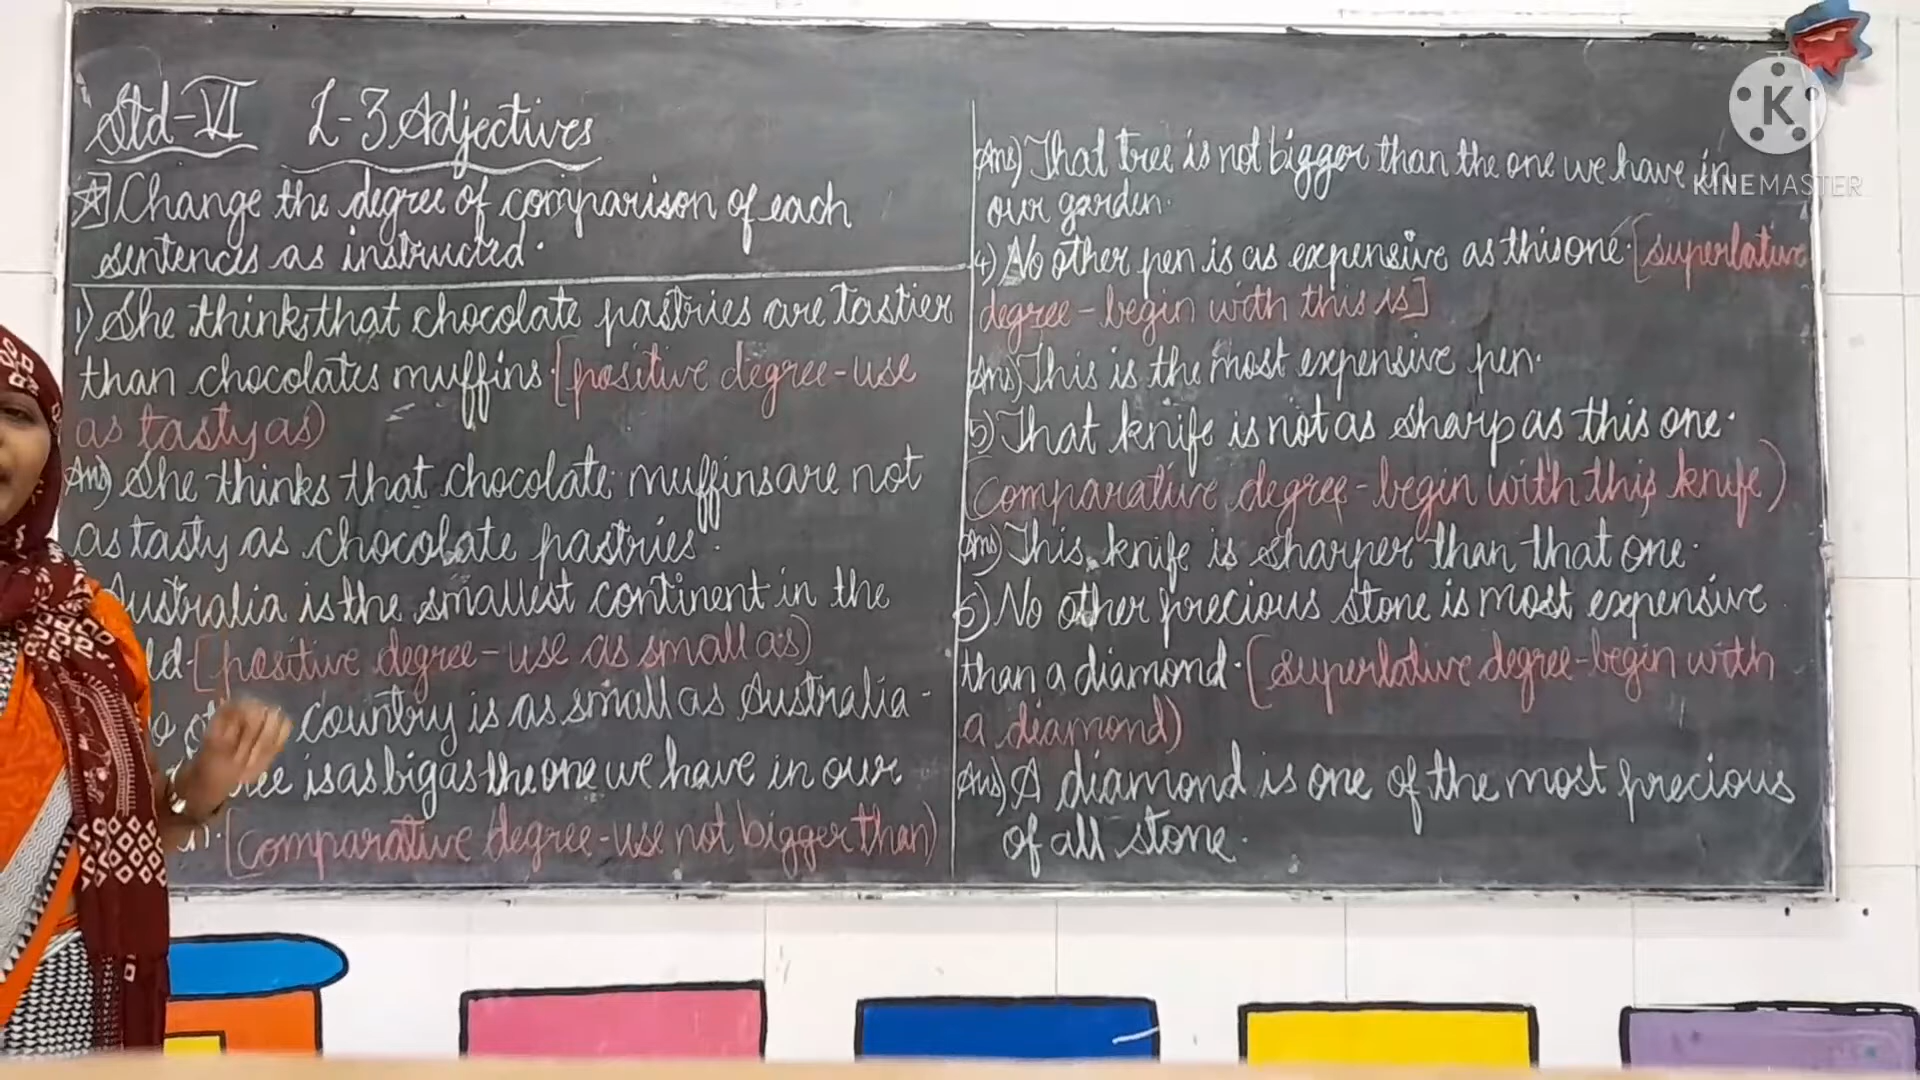 Std-VI L-3 Adjectives
Change the degree of comparison of each
sentences as instructed.
1) She thinks that chocolate pastries are tastier
than chocolates muffins. [positive degree-use
as tasty as)
Ans) She thinks that chocolate muffins are not
as tasty as chocolate pastries.
Australia is the smallest continent in the
ld. [positive degree - use as small as)
country is as small as Australia.
is as big as the one we have in our
[comparative degree-use not bigger than)
Ans) That tree is not bigger than the one we have in
our garden.
4) No other pen is as expensive as this one. [superlative
degree - begin with this is]
Ans) This is the most expensive pen.
5) That knife is not as sharp as this one.
(comparative degree - begin with this knife)
Ans) This knife is sharper than that one.
6) No other precious stone is most expensive
than a diamond. [superlative degree-begin with
a diamond)
Ans) A diamond is one of the most precious
of all stone.
K
KINEMASTER